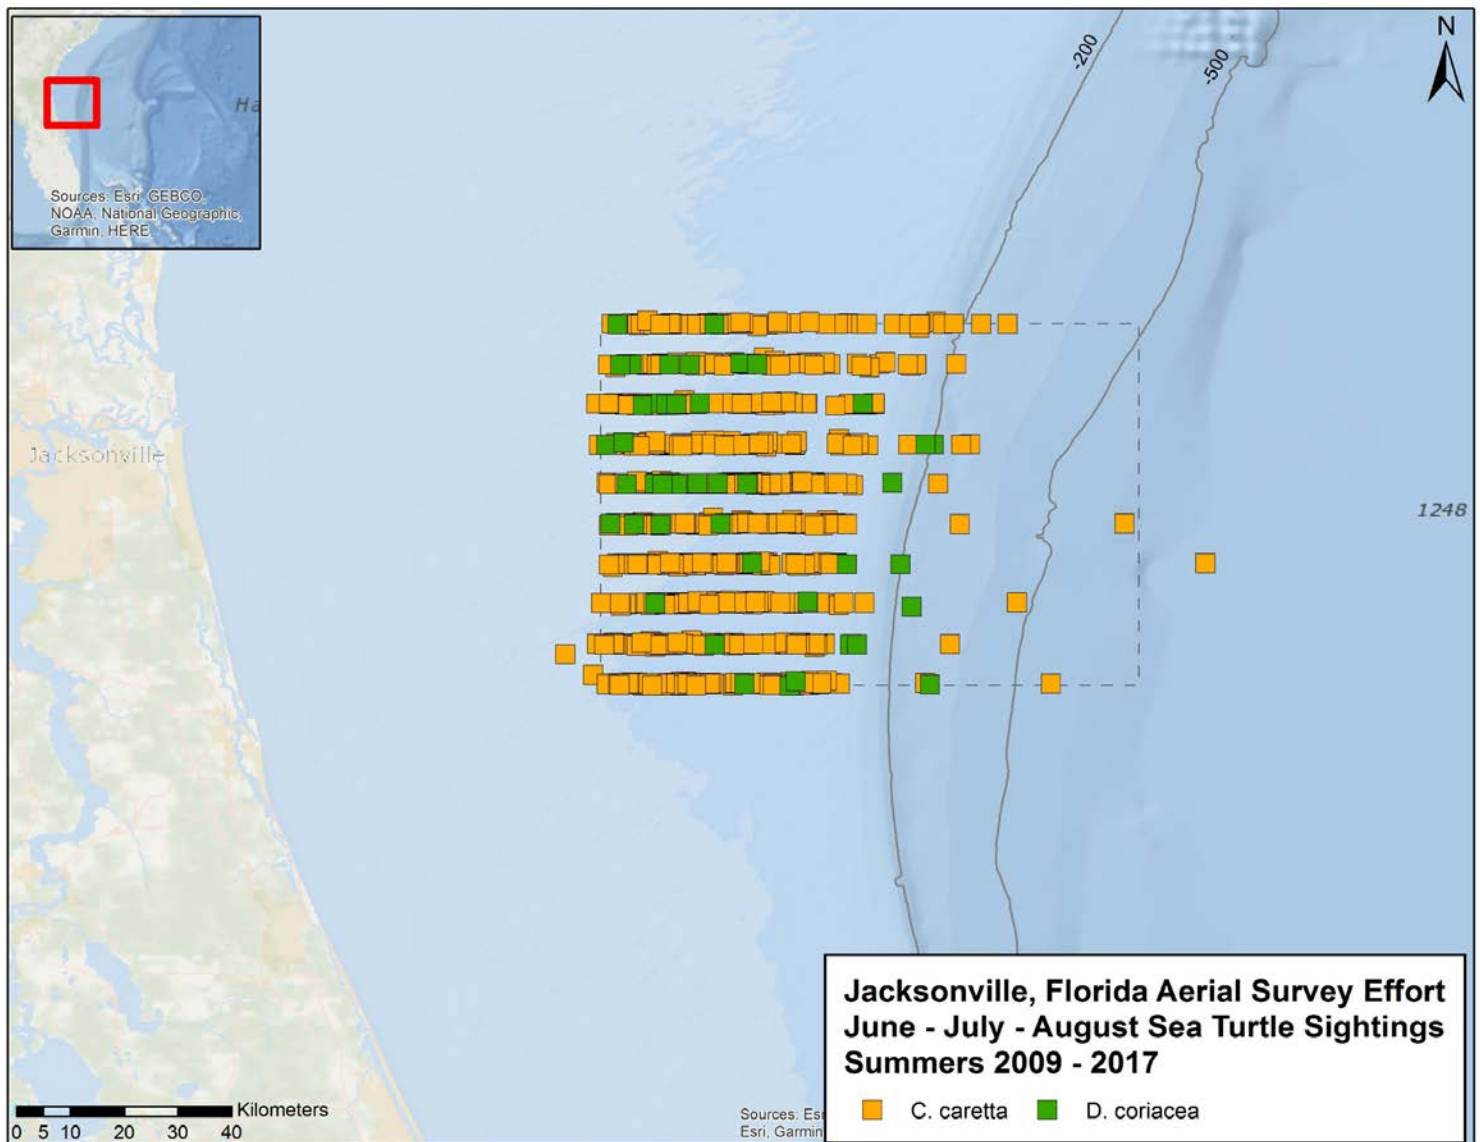 N
-200
-500
Ha
Sources: Esri, GEBCO,
NOAA, National Geographic,
Garmin, HERE
Jacksonville
1248
Jacksonville, Florida Aerial Survey Effort
June - July - August Sea Turtle Sightings
Summers 2009 - 2017
C. caretta D. coriacea
Kilometers
0 5 10 20 30 40
Sources: Esr
Esri, Garmin